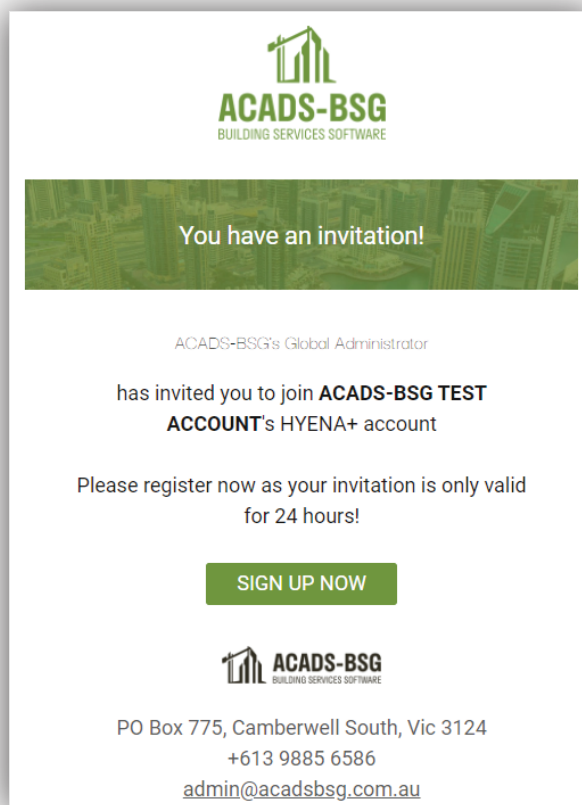 ACADS-BSG
BUILDING SERVICES SOFTWARE
You have an invitation!
ACADS-BSG's Global Administrator
has invited you to join ACADS-BSG TEST
ACCOUNT's HYENA+ account
Please register now as your invitation is only valid
for 24 hours!
SIGN UP NOW
ACADS-BSG
BUILDING SERVICES SOFTWARE
PO Box 775, Camberwell South, Vic 3124
+613 9885 6586
admin@acadsbsg.com.au